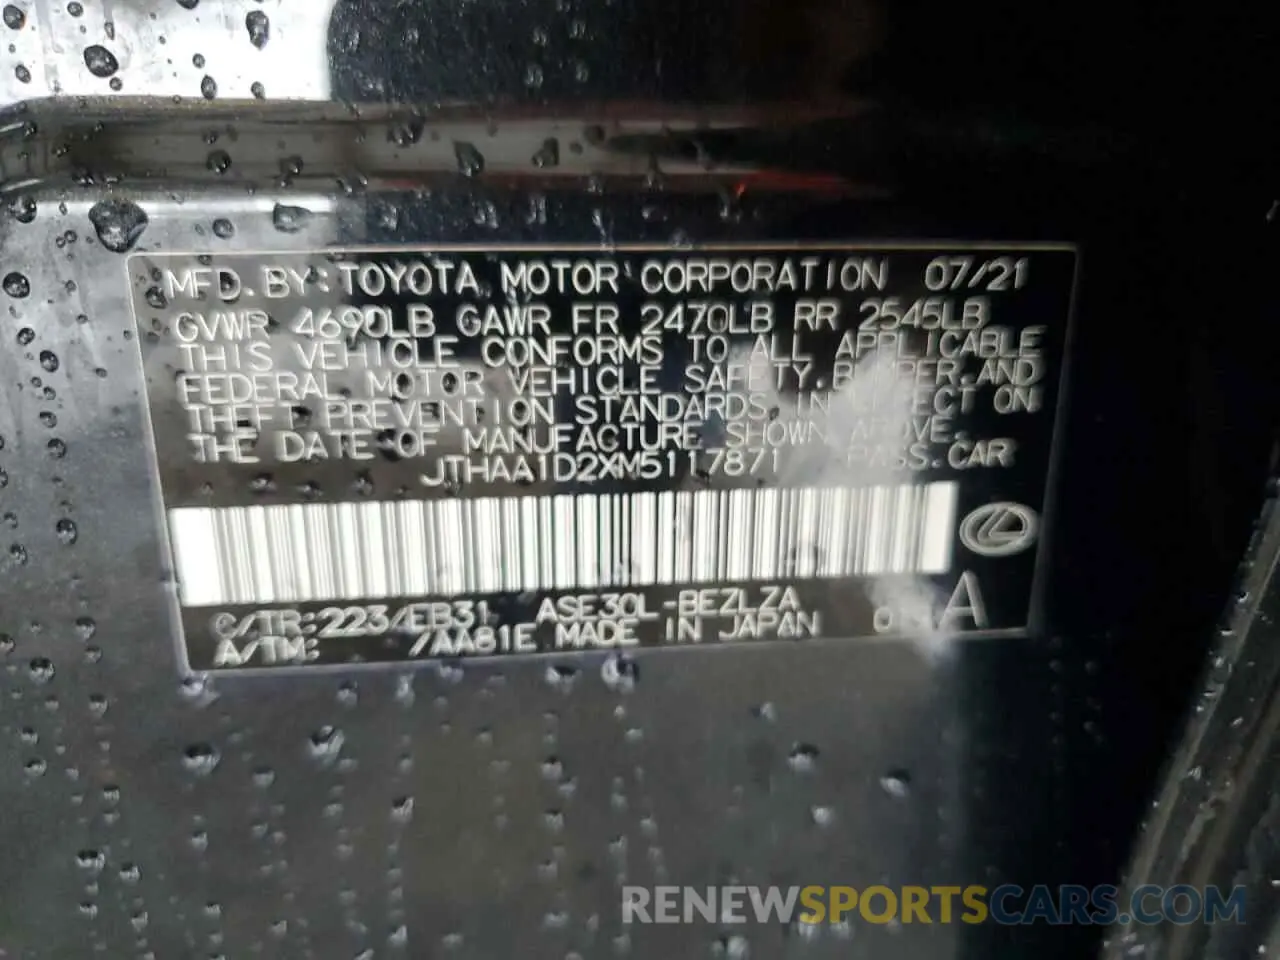 MFD. BY: TOYOTA MOTOR CORPORATION 07/21
GVWR 4690LB GAWR FR 2470LB RR 2545LB
THIS VEHICLE CONFORMS TO ALL APPLICABLE
FEDERAL MOTOR VEHICLE SAFETY, BUMPER, AND
THEFT PREVENTION STANDARDS IN EFFECT ON
THE DATE OF MANUFACTURE SHOWN ABOVE.
JTHAA1D2XM5117871 PASS. CAR
C/TR: 223/EB31 ASE30L-BEZLZA
A/TM: /AA81E MADE IN JAPAN A
RENEWSPORTSCARS.COM